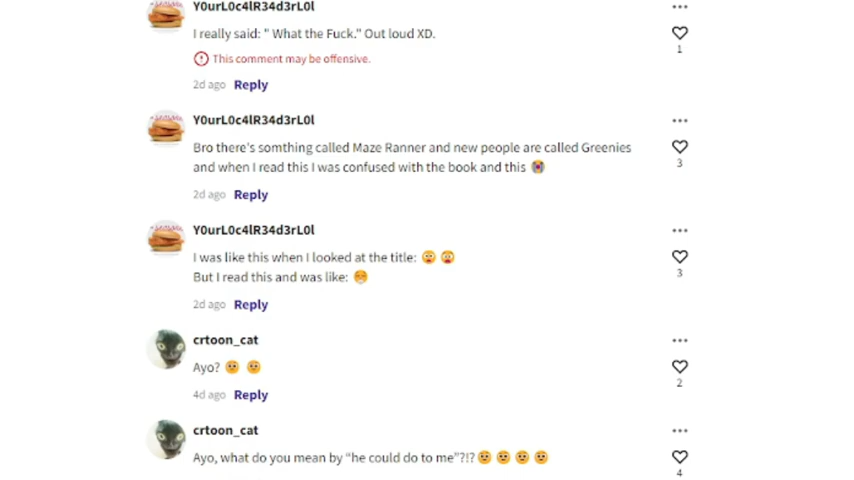 Y0urL0c4lR34d3rL0l
I really said: " What the Fuck." Out loud XD.
1
This comment may be offensive.
2d ago Reply
Y0urL0c4lR34d3rL0l
Bro there's somthing called Maze Ranner and new people are called Greenies
and when I read this I was confused with the book and this
3
2d ago Reply
Y0urL0c4lR34d3rL0l
I was like this when I looked at the title: 
But I read this and was like:
3
2d ago Reply
crtoon_cat
Ayo?
2
4d ago Reply
crtoon_cat
Ayo, what do you mean by “he could do to me”?!?
4